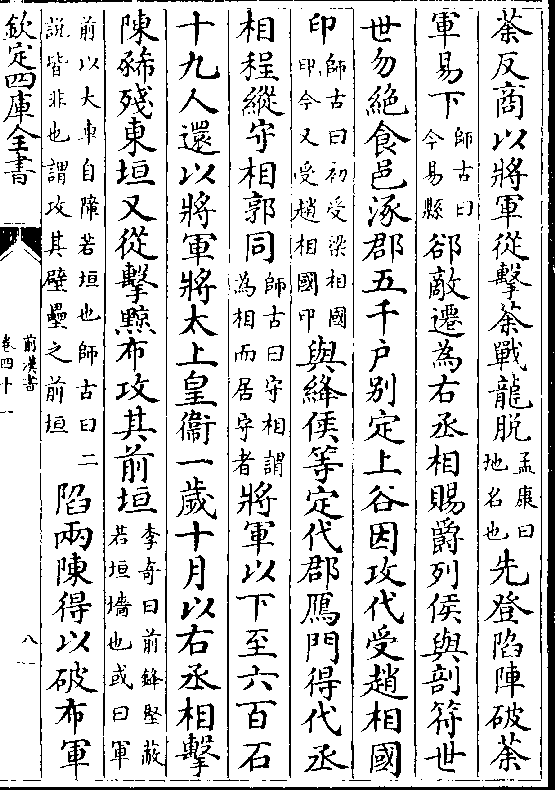 荼反商以將軍從擊荼戰龍脫孟康曰地名也先登陷陣破荼
軍易下師古曰今易縣郤敵遷為右丞相賜爵列侯與剖符世
世勿絶食邑涿郡五千户别定上谷因攻代受趙相國
印師古曰初受梁相國印今又受趙相國印與絳侯等定代郡鴈門得代丞
相程縱守相郭同師古曰守相謂為相而居守者將軍以下至六百石
十九人還以將軍將太上皇衞一歲十月以右丞相擊
陳豨殘東垣又從擊黥布攻其前垣李奇曰前鋒堅蔽若垣墻也或曰軍
前以大車自障若垣也師古曰二說皆非也謂攻其壁壘之前垣陷兩陳得以破布軍
欽定四庫全書
前漢書
卷四十一
八